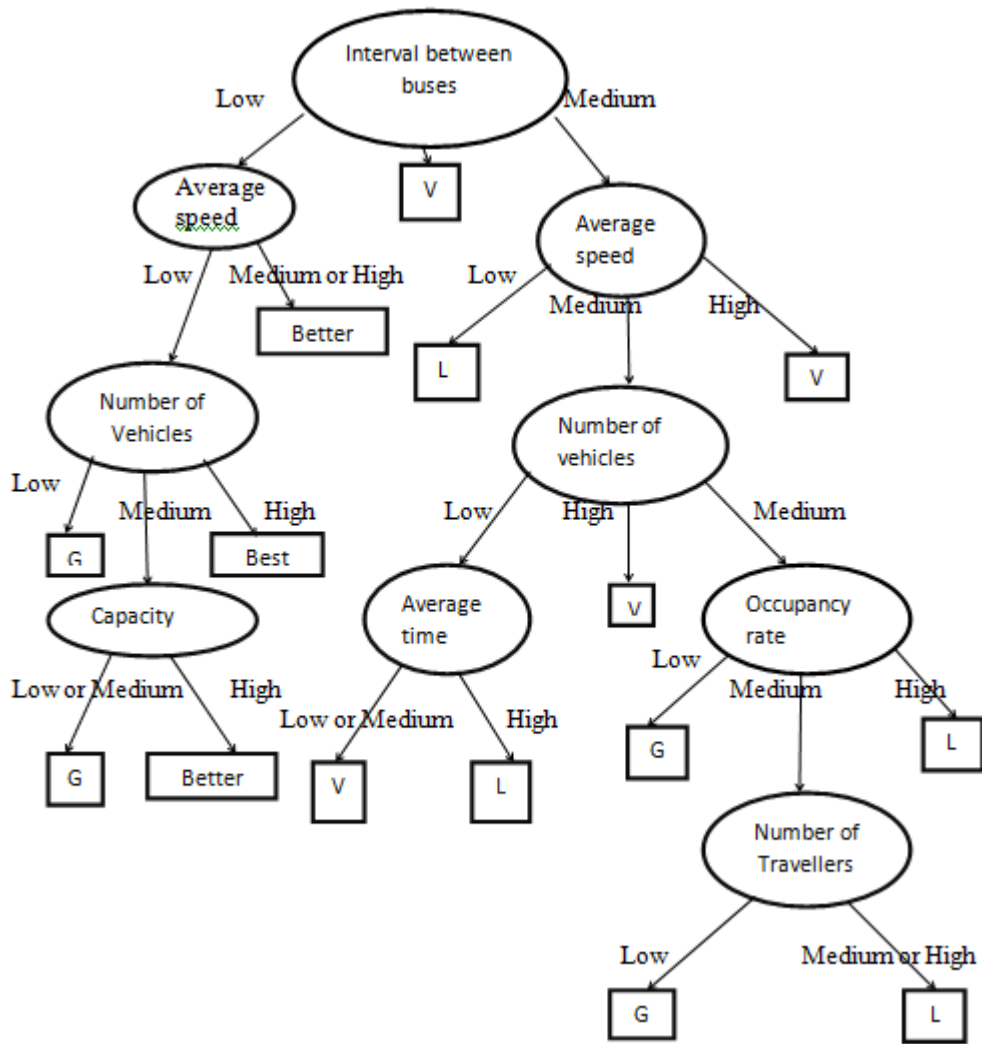 Interval between
buses
Low
Medium
Average
speed
V
Average
speed
Low
Medium or High
Low
Medium
High
Better
L
V
Number of
Vehicles
Number of
vehicles
Low
Medium
High
Low
High
Medium
G
Best
Capacity
Average
time
V
Occupancy
rate
Low or Medium
High
Low or Medium
High
Low
Medium
High
G
Better
V
L
G
L
Number of
Travellers
Low
Medium or High
G
L